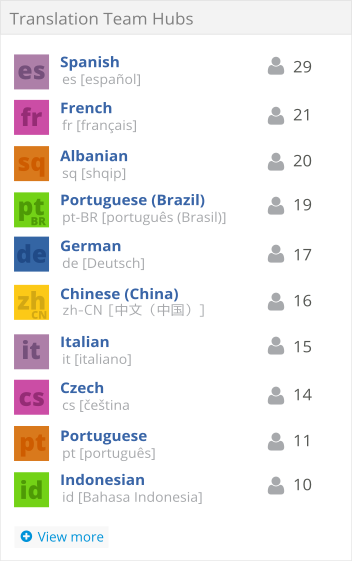 Translation Team Hubs
es Spanish 29
es [español]
fr French 21
fr [français]
sq Albanian 20
sq [shqip]
pt BR Portuguese (Brazil) 19
pt-BR [português (Brasil)]
de German 17
de [Deutsch]
zh CN Chinese (China) 16
zh-CN [中文（中国）]
it Italian 15
it [italiano]
cs Czech 14
cs [čeština
pt Portuguese 11
pt [português]
id Indonesian 10
id [Bahasa Indonesia]
View more